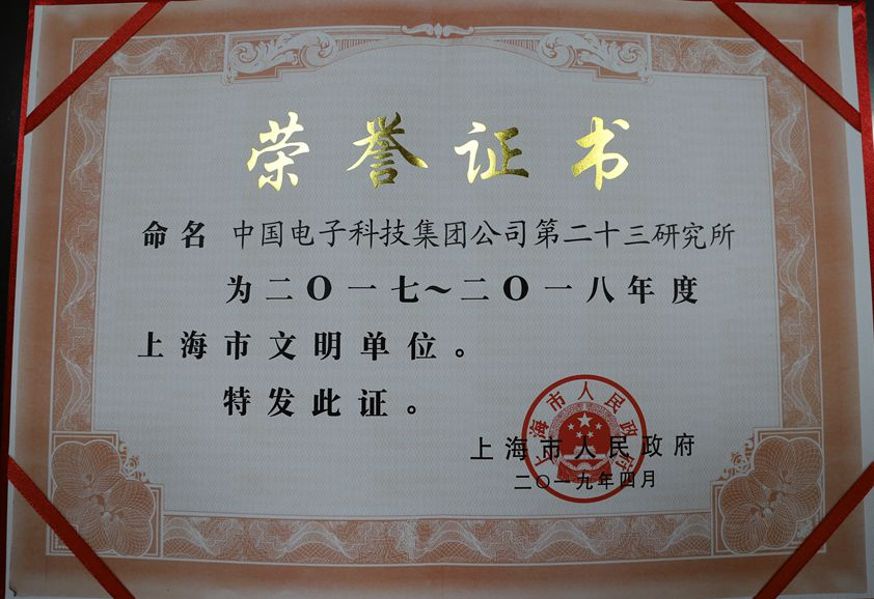 荣誉证书
命名 中国电子科技集团公司第二十三研究所
为二〇一七～二〇一八年度
上海市文明单位。
特发此证。
上海市人民政府
上海市人民政府
二〇一九年四月